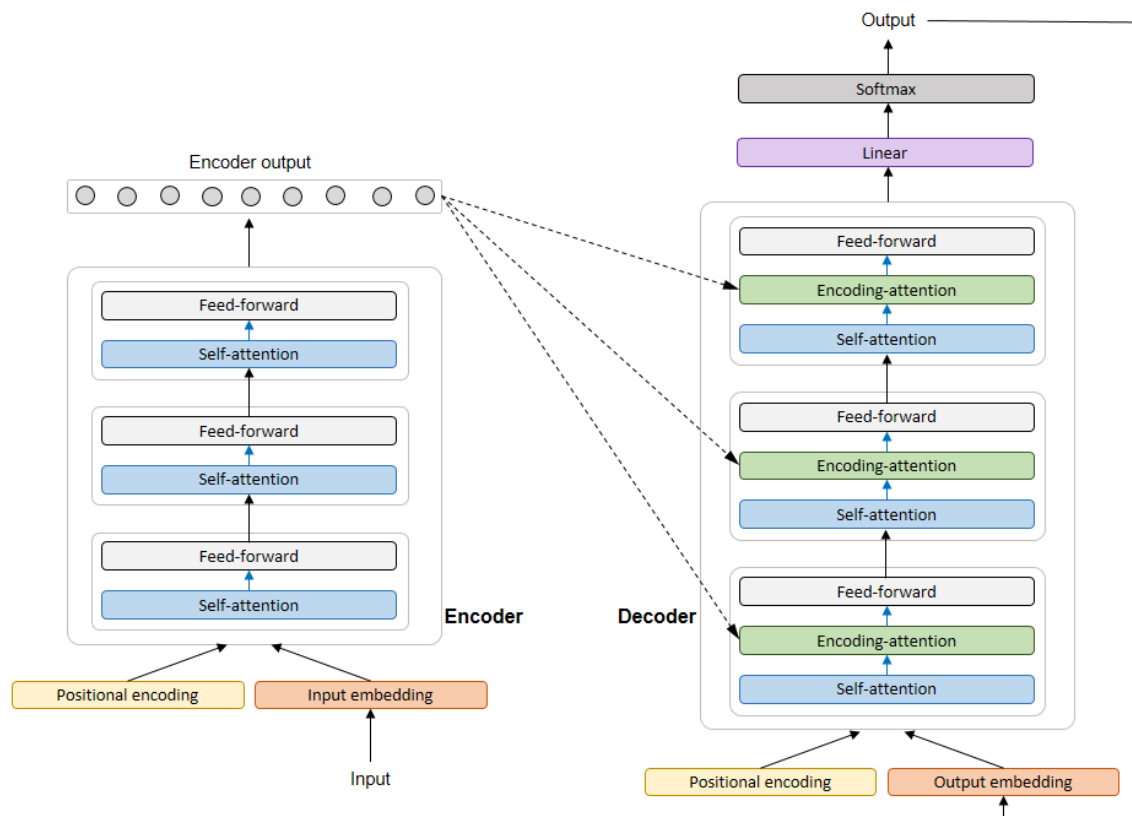 Output
Softmax
Linear
Encoder output
Feed-forward
Encoding-attention
Self-attention
Feed-forward
Encoding-attention
Self-attention
Feed-forward
Encoding-attention
Self-attention
Feed-forward
Self-attention
Feed-forward
Self-attention
Feed-forward
Self-attention
Encoder
Decoder
Positional encoding
Input embedding
Input
Positional encoding
Output embedding